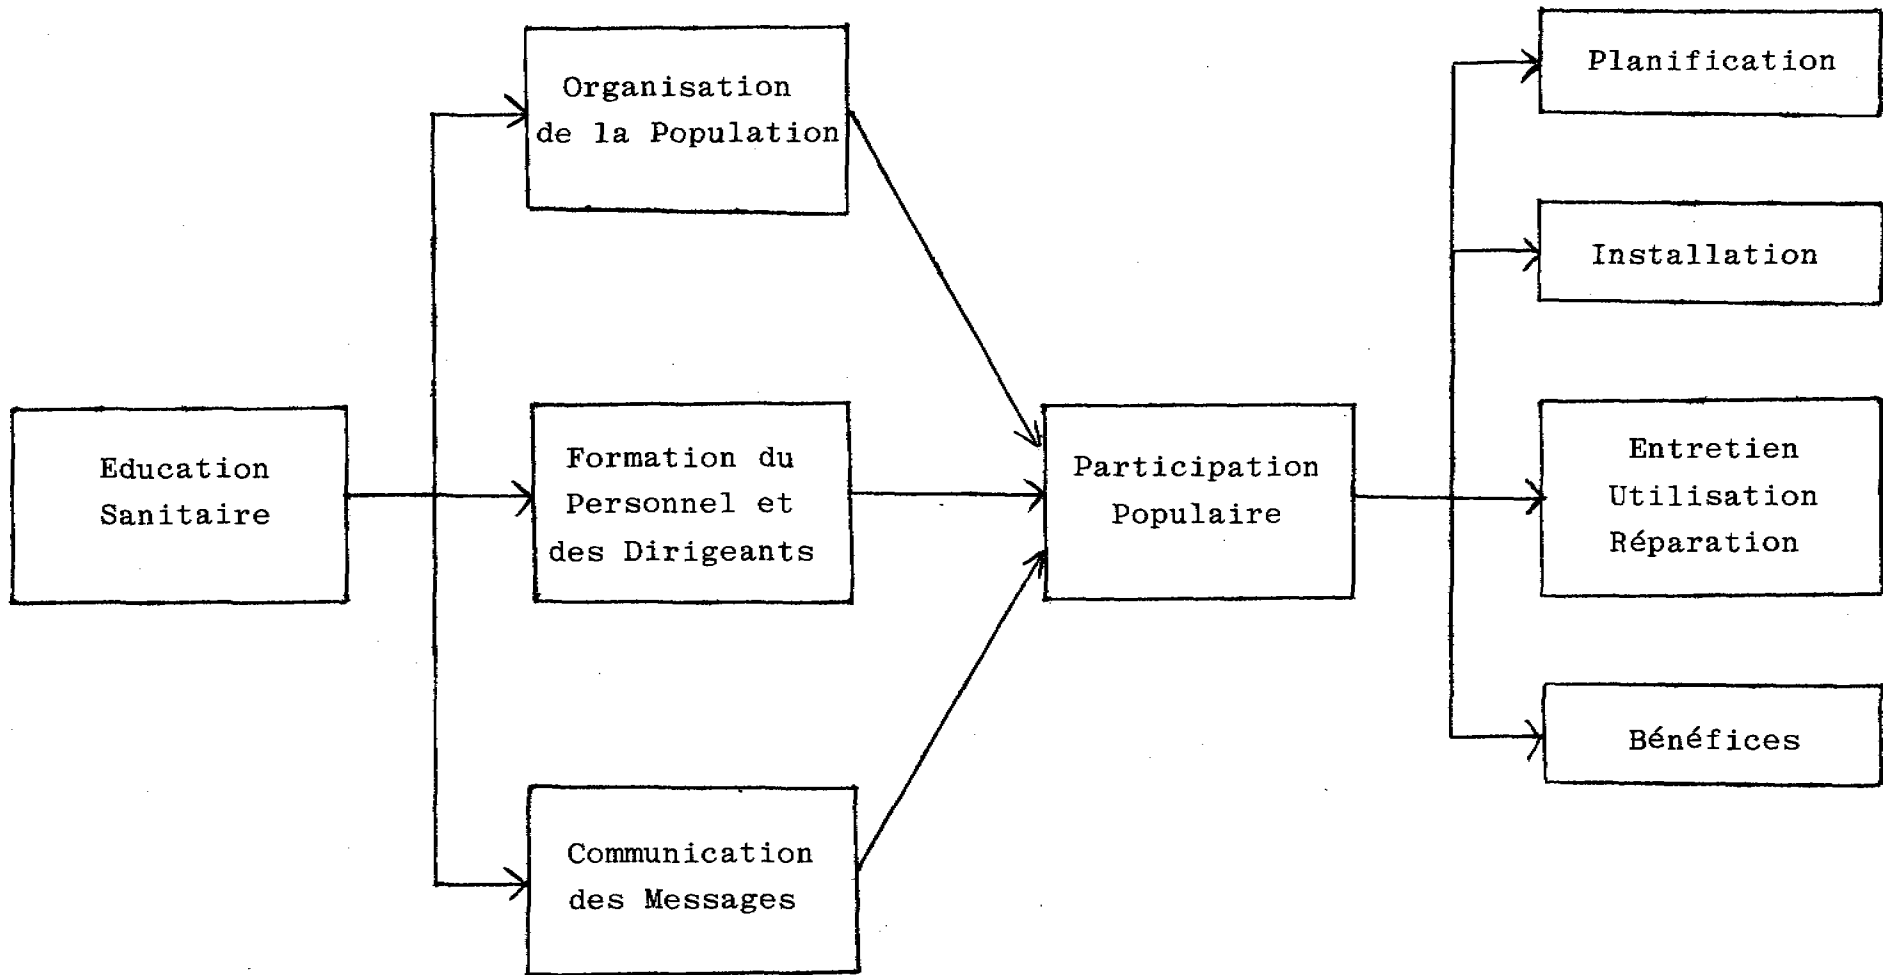 Education
Sanitaire
Organisation
de la Population
Formation du
Personnel et
des Dirigeants
Communication
des Messages
Participation
Populaire
Planification
Installation
Entretien
Utilisation
Réparation
Bénéfices